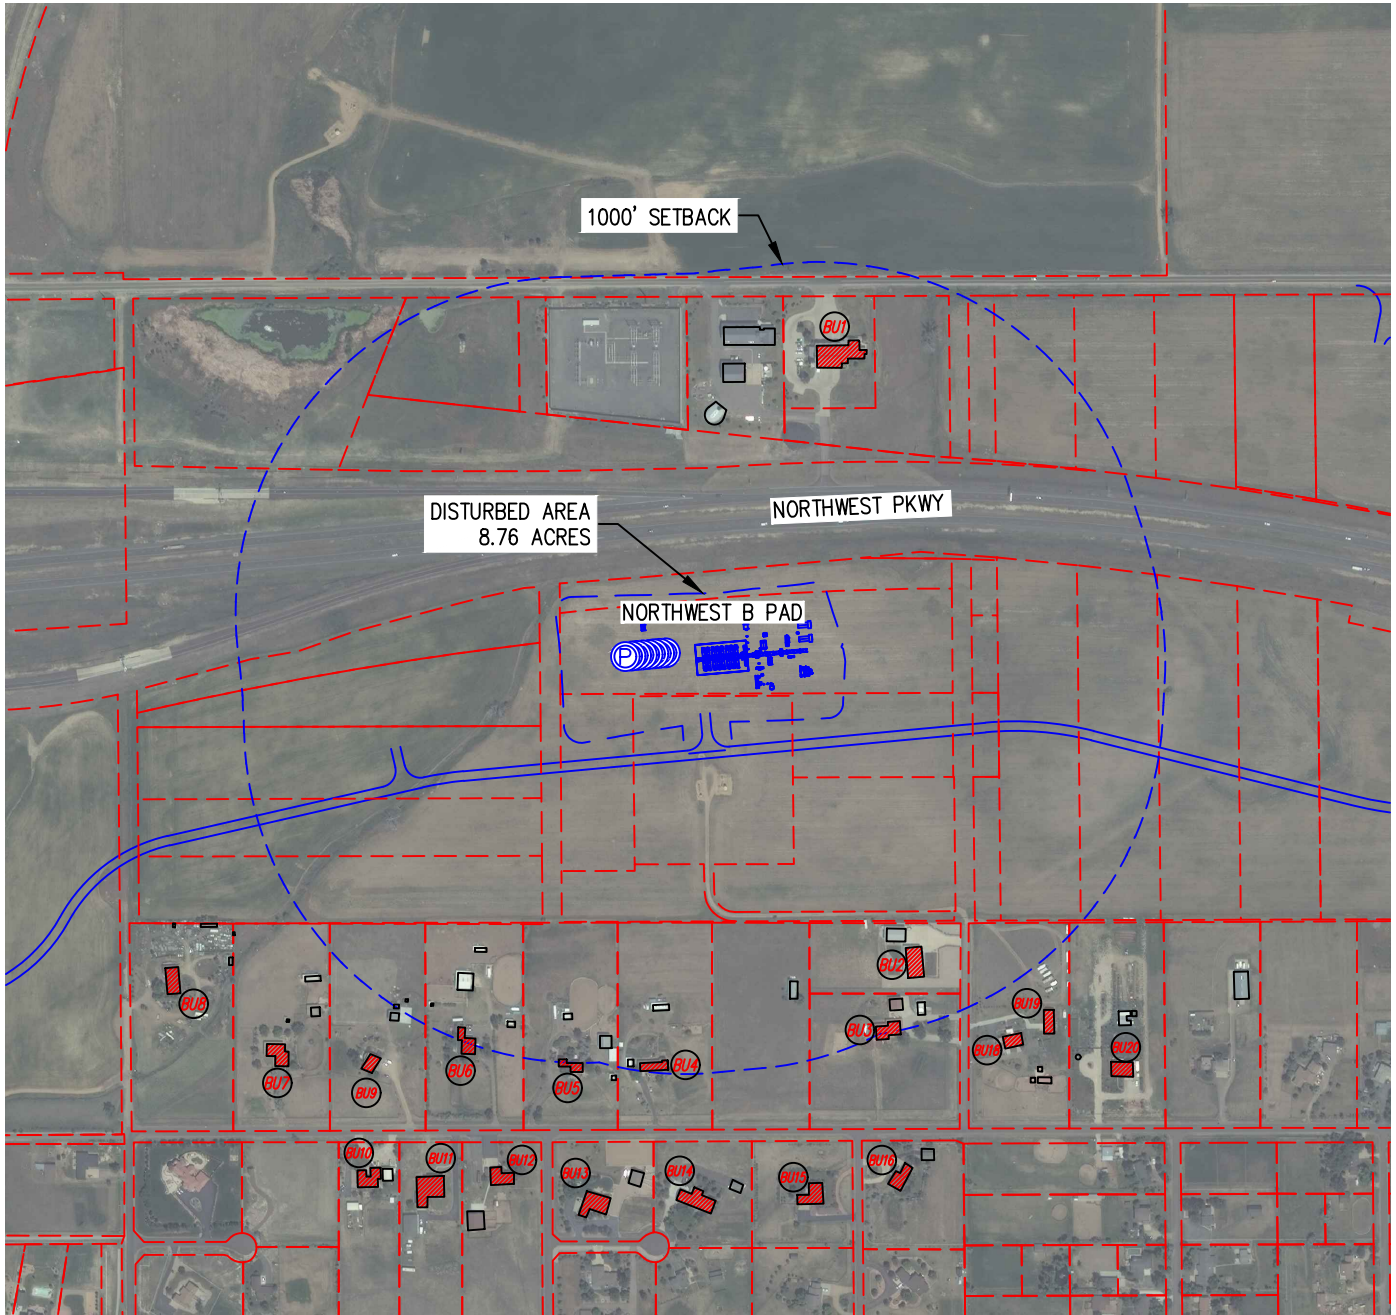 1000' SETBACK
BU1
DISTURBED AREA
8.76 ACRES
NORTHWEST PKWY
NORTHWEST B PAD
P
BU2
BU8
BU19
BU3
BU18
BU20
BU6
BU4
BU7
BU5
BU9
BU10
BU11
BU12
BU13
BU14
BU15
BU16